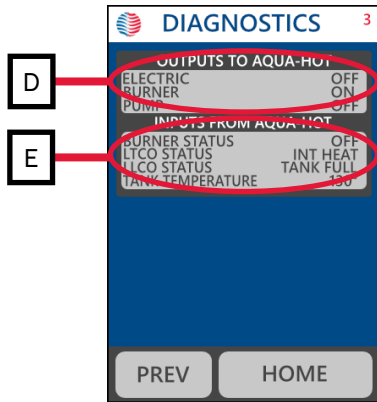 DIAGNOSTICS 3
D
OUTPUTS TO AQUA-HOT
ELECTRIC OFF
BURNER ON
PUMP OFF
E
INPUTS FROM AQUA-HOT
BURNER STATUS OFF
LTCO STATUS INT HEAT
LLCO STATUS TANK FULL
TANK TEMPERATURE 130°
PREV HOME